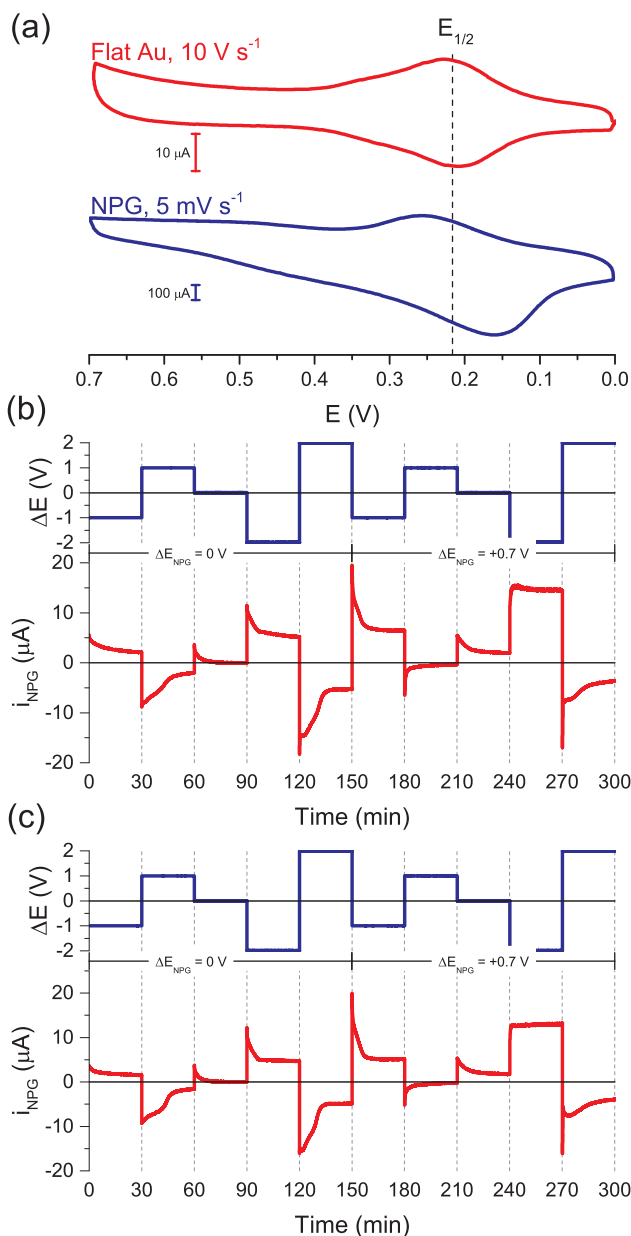 (a)
E1/2
Flat Au, 10 V s-1
10 μA
NPG, 5 mV s-1
100 μA
0.7 0.6 0.5 0.4 0.3 0.2 0.1 0.0
E (V)
(b)
2
1
0
-1
-2
ΔE (V)
ΔENPG = 0 V
ΔENPG = +0.7 V
20
10
0
-10
-20
iNPG (μA)
0 30 60 90 120 150 180 210 240 270 300
Time (min)
(c)
2
1
0
-1
-2
ΔE (V)
ΔENPG = 0 V
ΔENPG = +0.7 V
20
10
0
-10
-20
iNPG (μA)
0 30 60 90 120 150 180 210 240 270 300
Time (min)